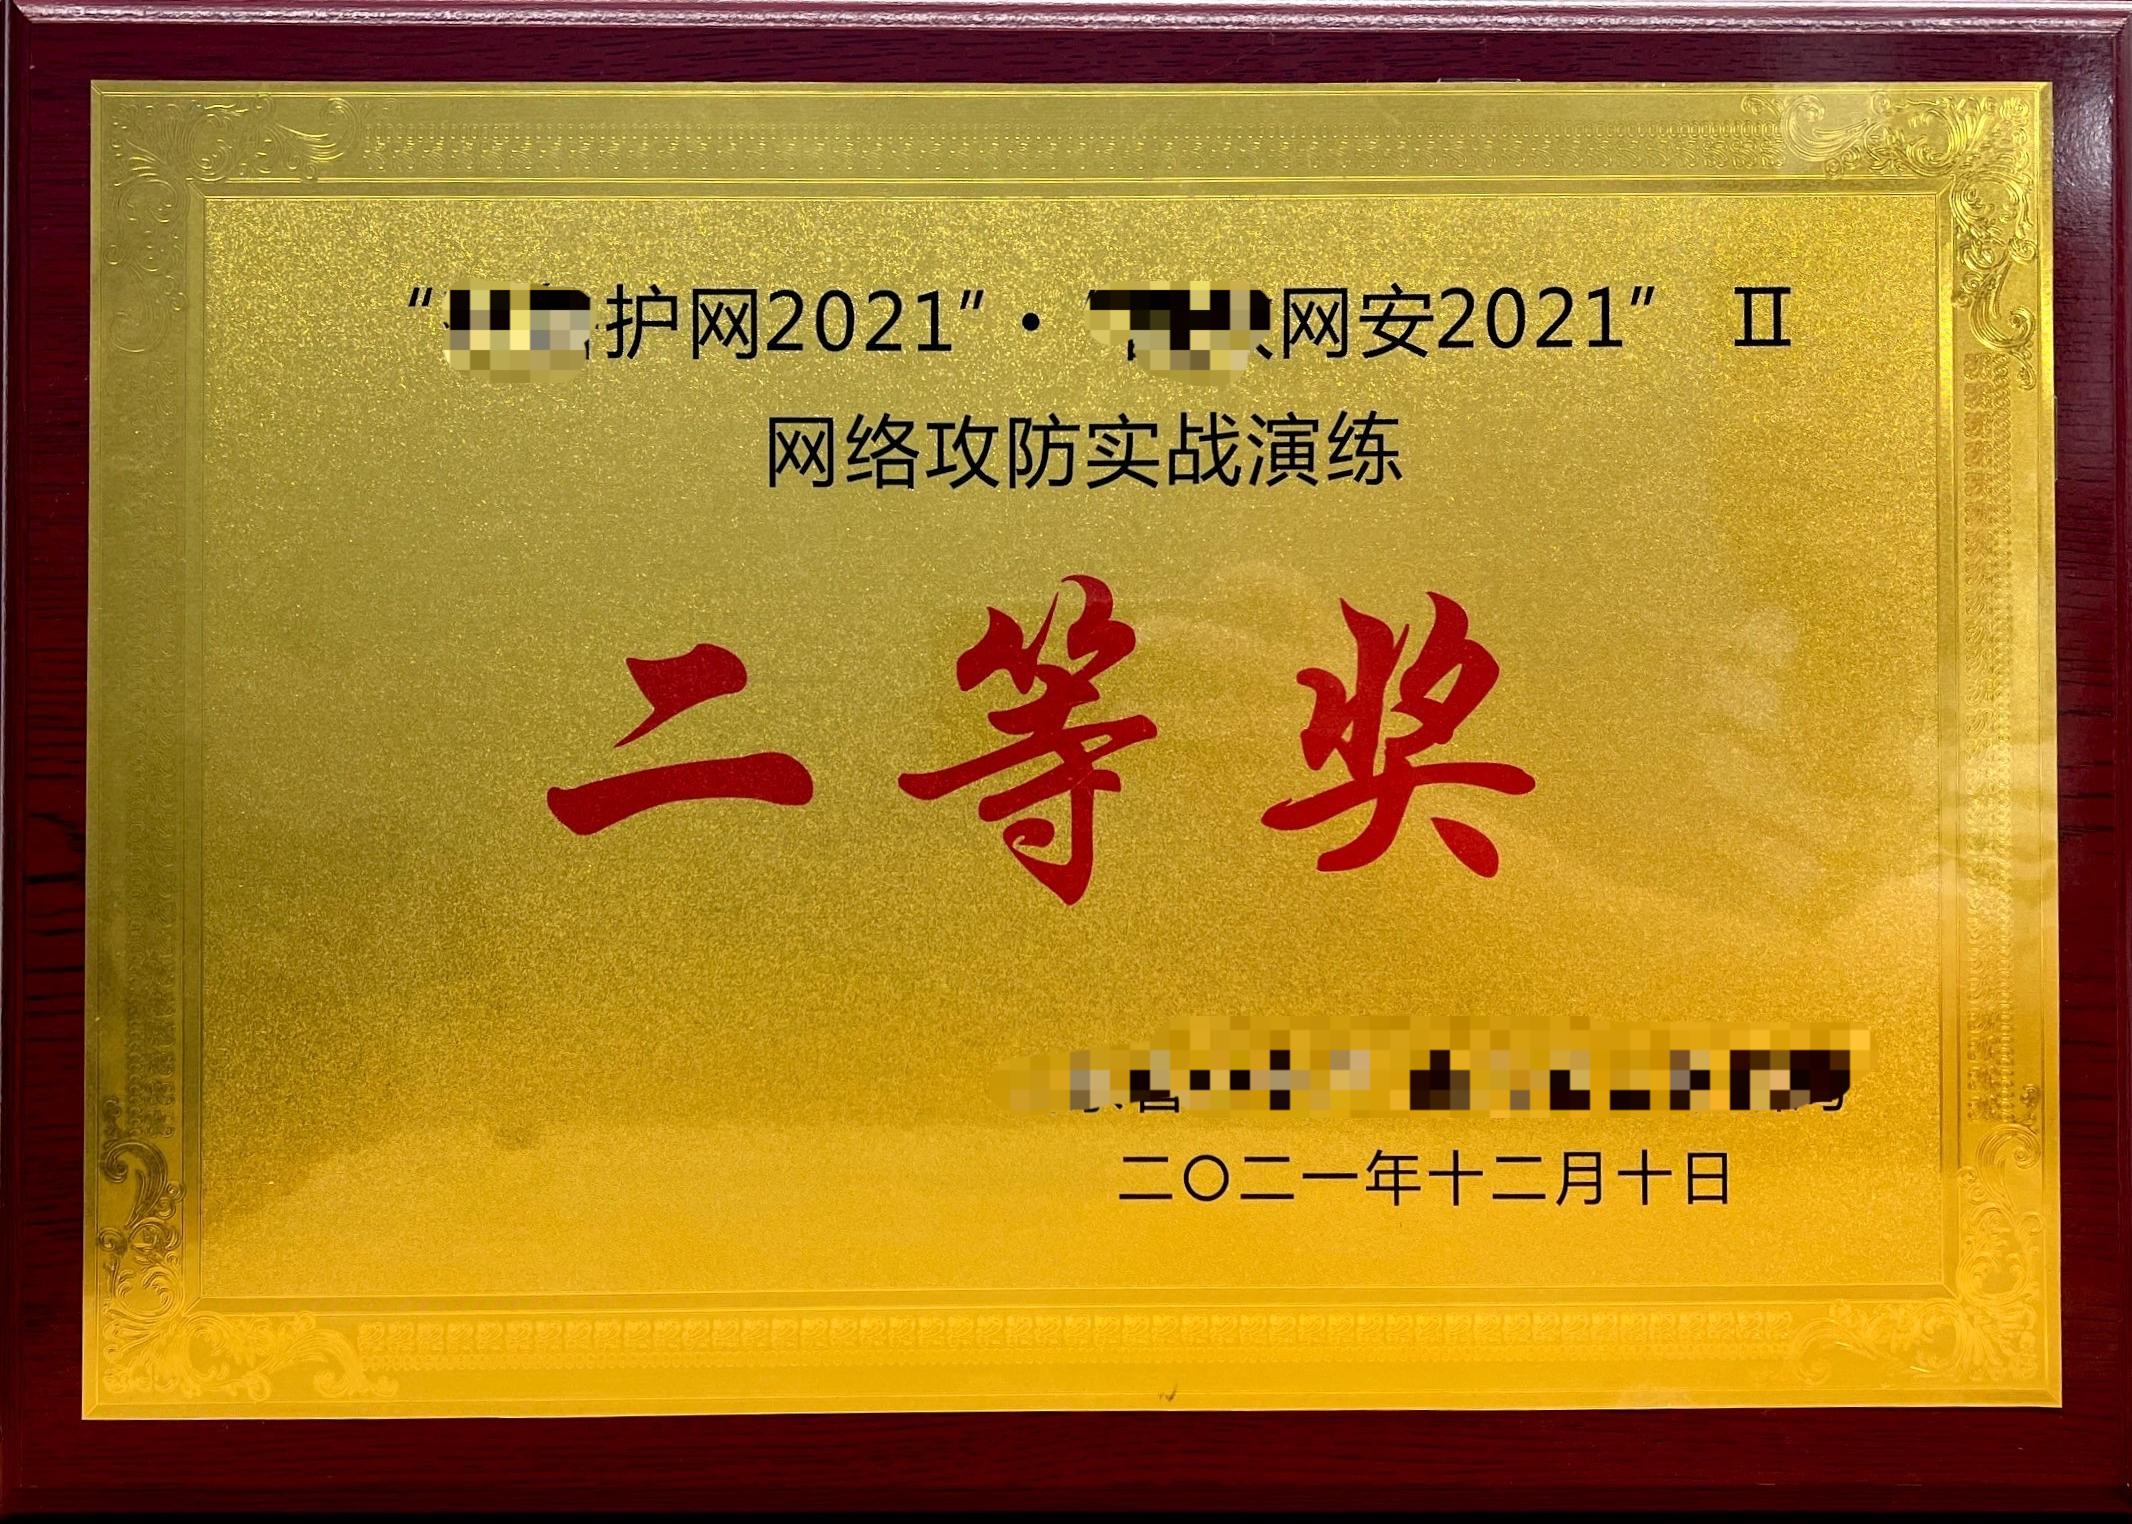 “护网2021”·“网安2021” Ⅱ
网络攻防实战演练
二等奖
二〇二一年十二月十日